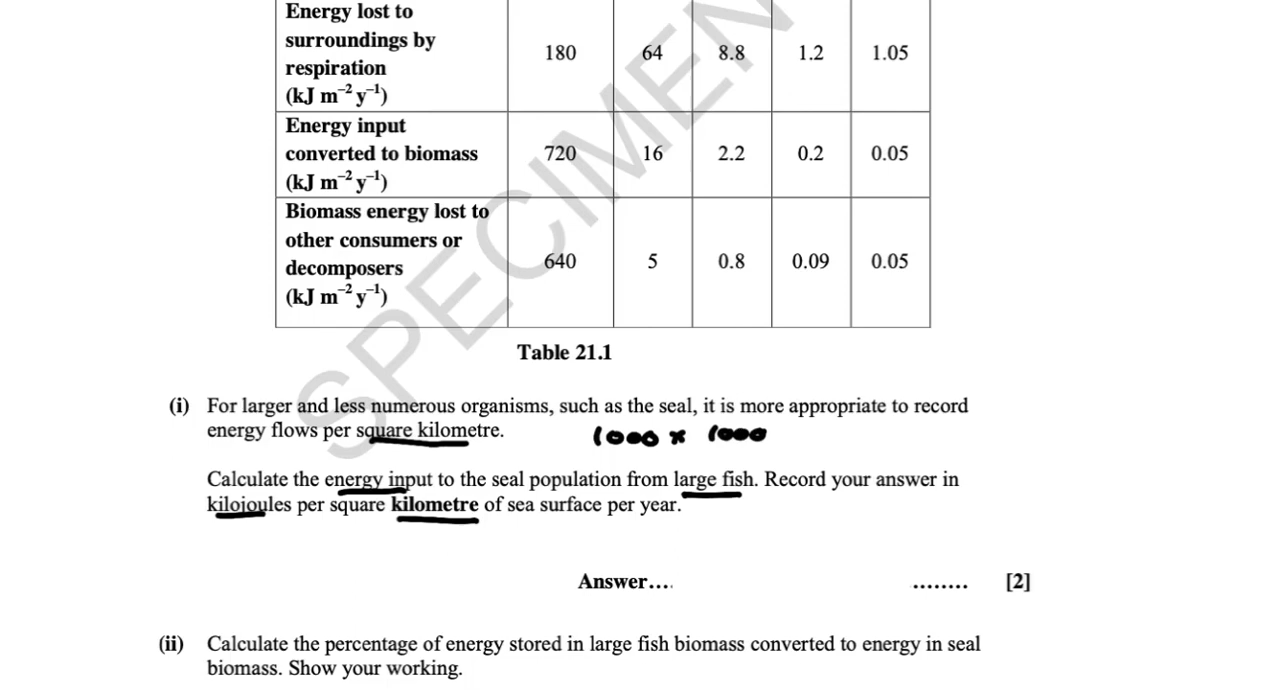 Energy lost to
surroundings by
respiration
(kJ m⁻² y⁻¹)
180 64 8.8 1.2 1.05
Energy input
converted to biomass
(kJ m⁻² y⁻¹)
720 16 2.2 0.2 0.05
Biomass energy lost to
other consumers or
decomposers
(kJ m⁻² y⁻¹)
640 5 0.8 0.09 0.05
SPECIMEN
Table 21.1
(i) For larger and less numerous organisms, such as the seal, it is more appropriate to record
energy flows per square kilometre.
1000 × 1000
Calculate the energy input to the seal population from large fish. Record your answer in
kilojoules per square kilometre of sea surface per year.
Answer.... ........ [2]
(ii) Calculate the percentage of energy stored in large fish biomass converted to energy in seal
biomass. Show your working.